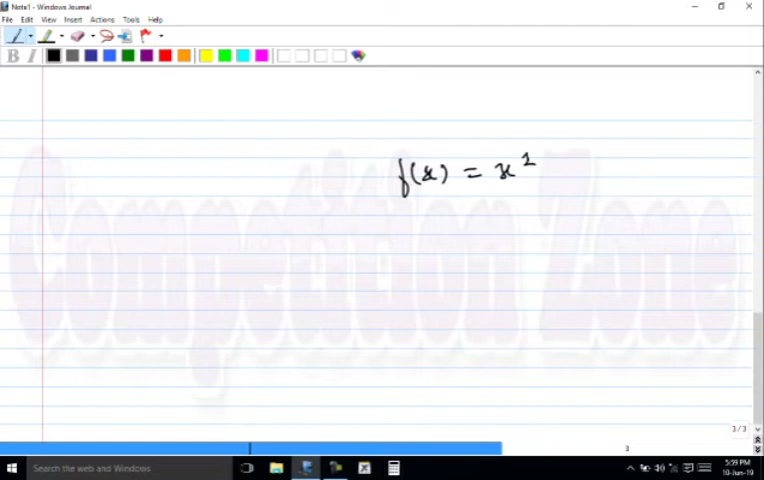 Note1 - Windows Journal
File Edit View Insert Actions Tools Help
B I
f(x) = x²
Competition Zone
3/3
3
Search the web and Windows
5:59 PM
10-Jun-19